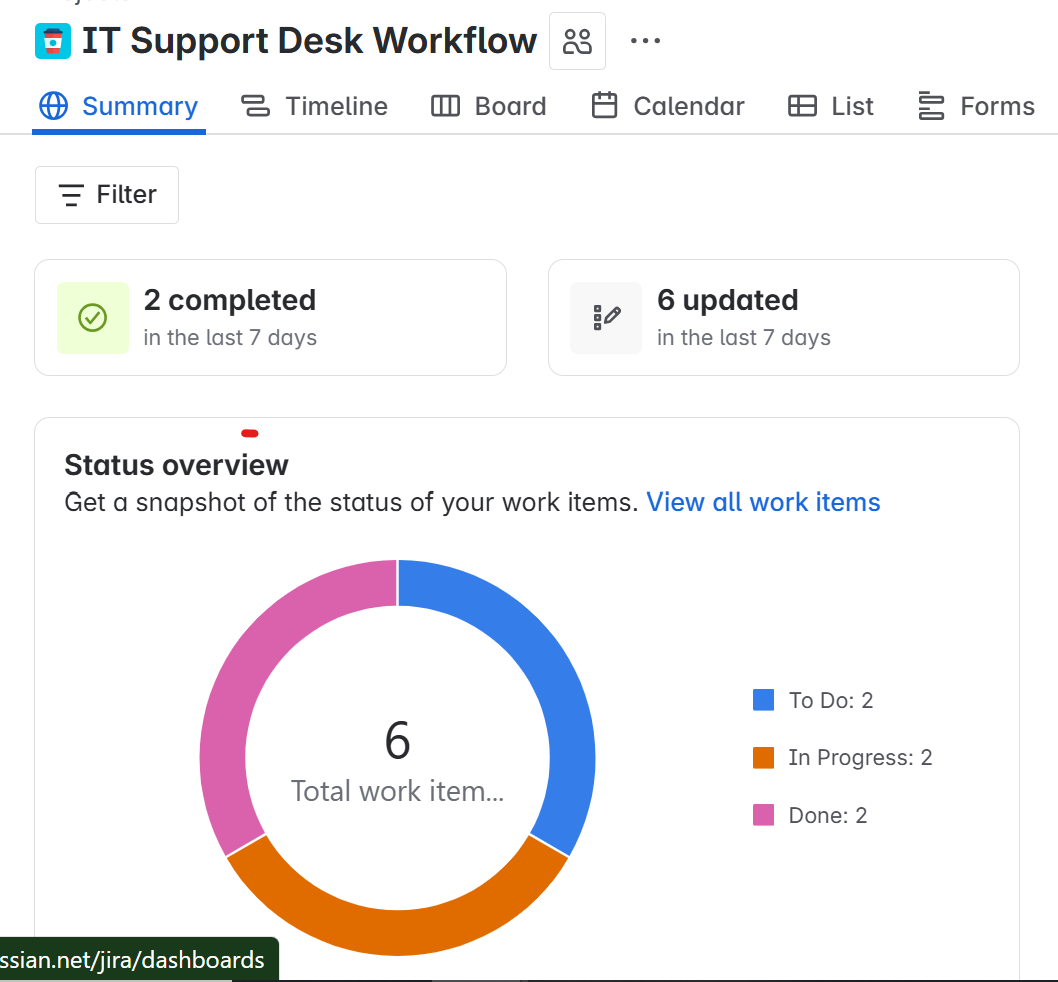 IT Support Desk Workflow
Summary
Timeline
Board
Calendar
List
Forms
Filter
2 completed
in the last 7 days
6 updated
in the last 7 days
Status overview
Get a snapshot of the status of your work items. View all work items
6
Total work item...
To Do: 2
In Progress: 2
Done: 2
ssian.net/jira/dashboards